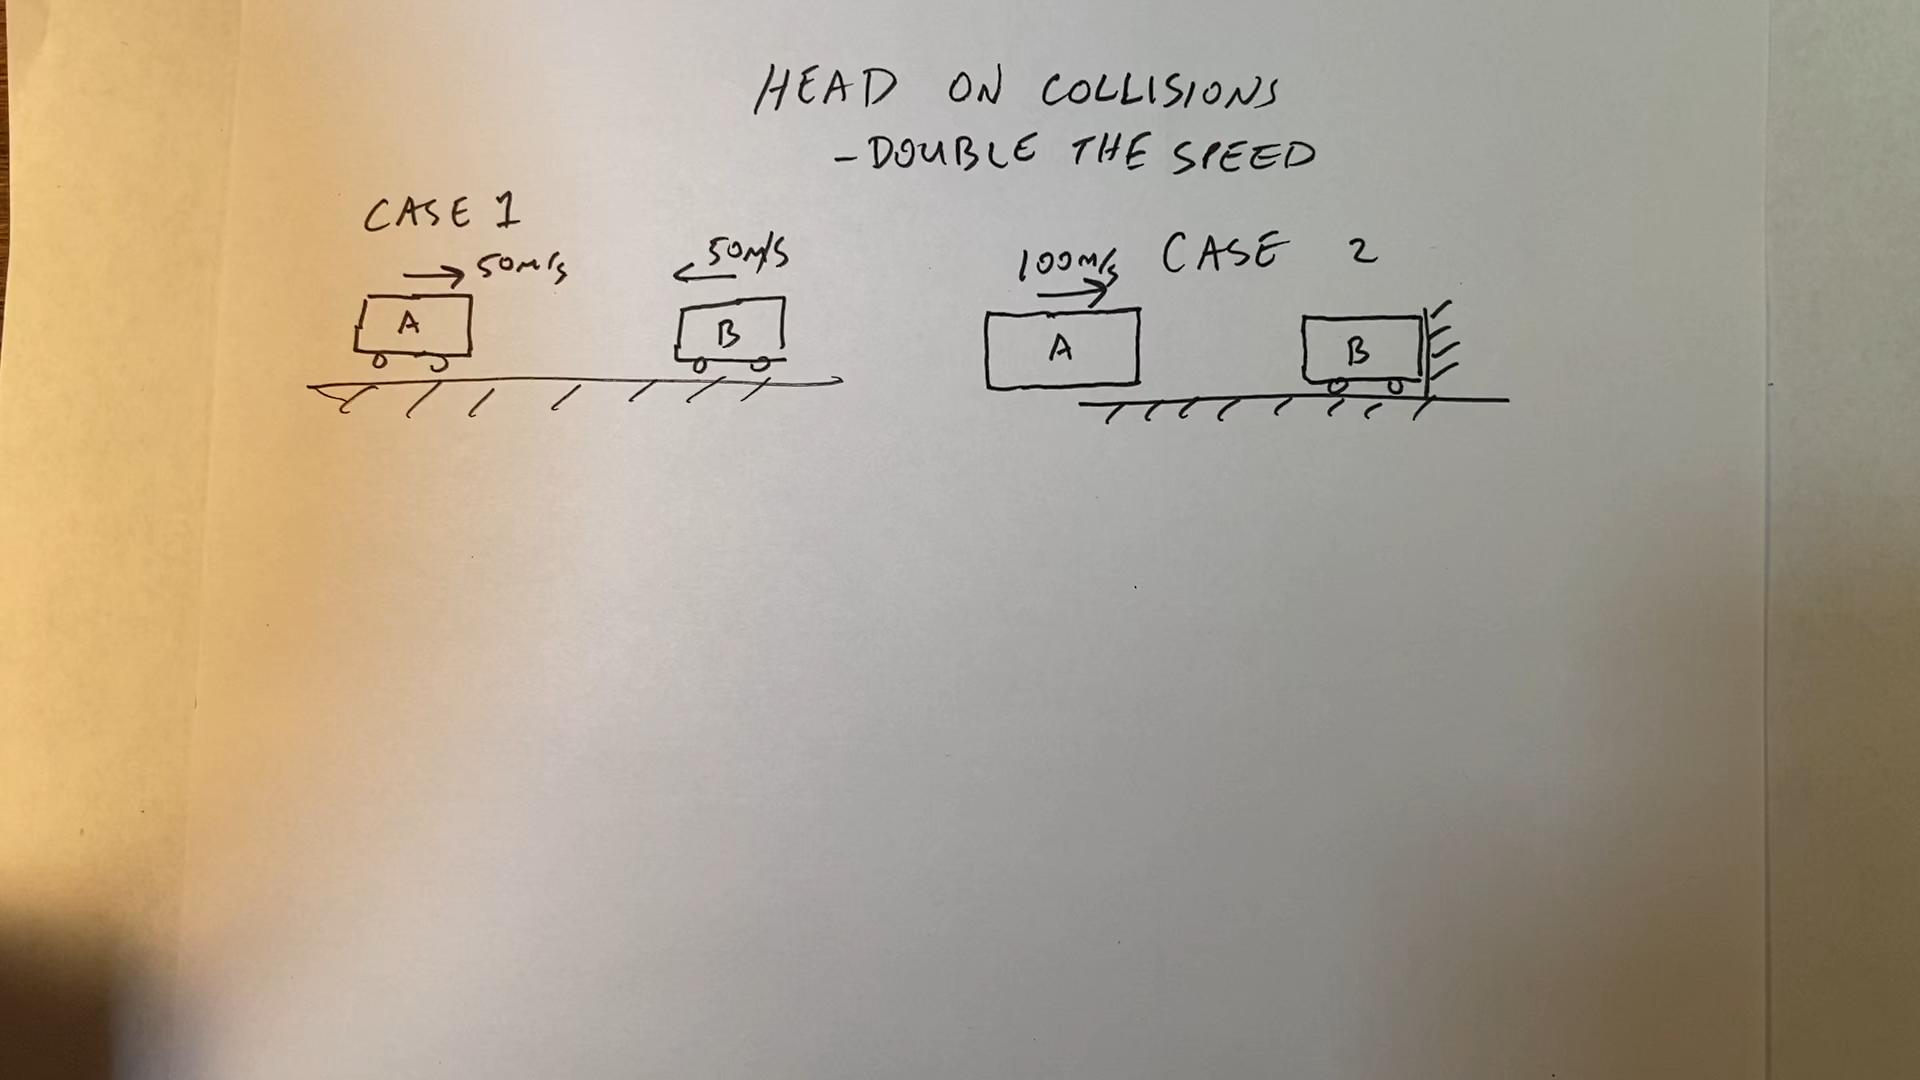 HEAD ON COLLISIONS
- DOUBLE THE SPEED
CASE 1
50m/s
50m/s
A
B
CASE 2
100m/s
A
B